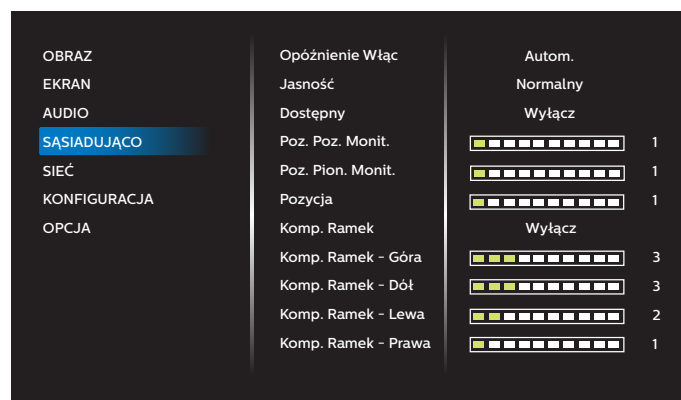 OBRAZ
EKRAN
AUDIO
SĄSIADUJĄCO
SIEĆ
KONFIGURACJA
OPCJA
Opóźnienie Włąc Autom.
Jasność Normalny
Dostępny Wyłącz
Poz. Poz. Monit. 1
Poz. Pion. Monit. 1
Pozycja 1
Komp. Ramek Wyłącz
Komp. Ramek - Góra 3
Komp. Ramek - Dół 3
Komp. Ramek - Lewa 2
Komp. Ramek - Prawa 1